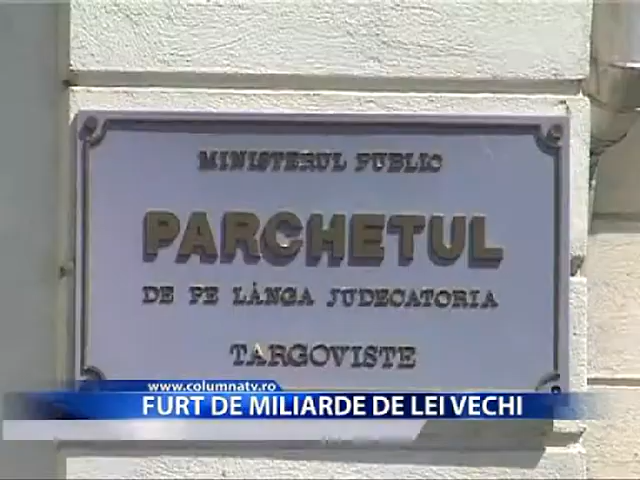 MINISTERUL PUBLIC
PARCHETUL
DE PE LÂNGA JUDECATORIA
TARGOVISTE
www.columnatv.ro
FURT DE MILIARDE DE LEI VECHI